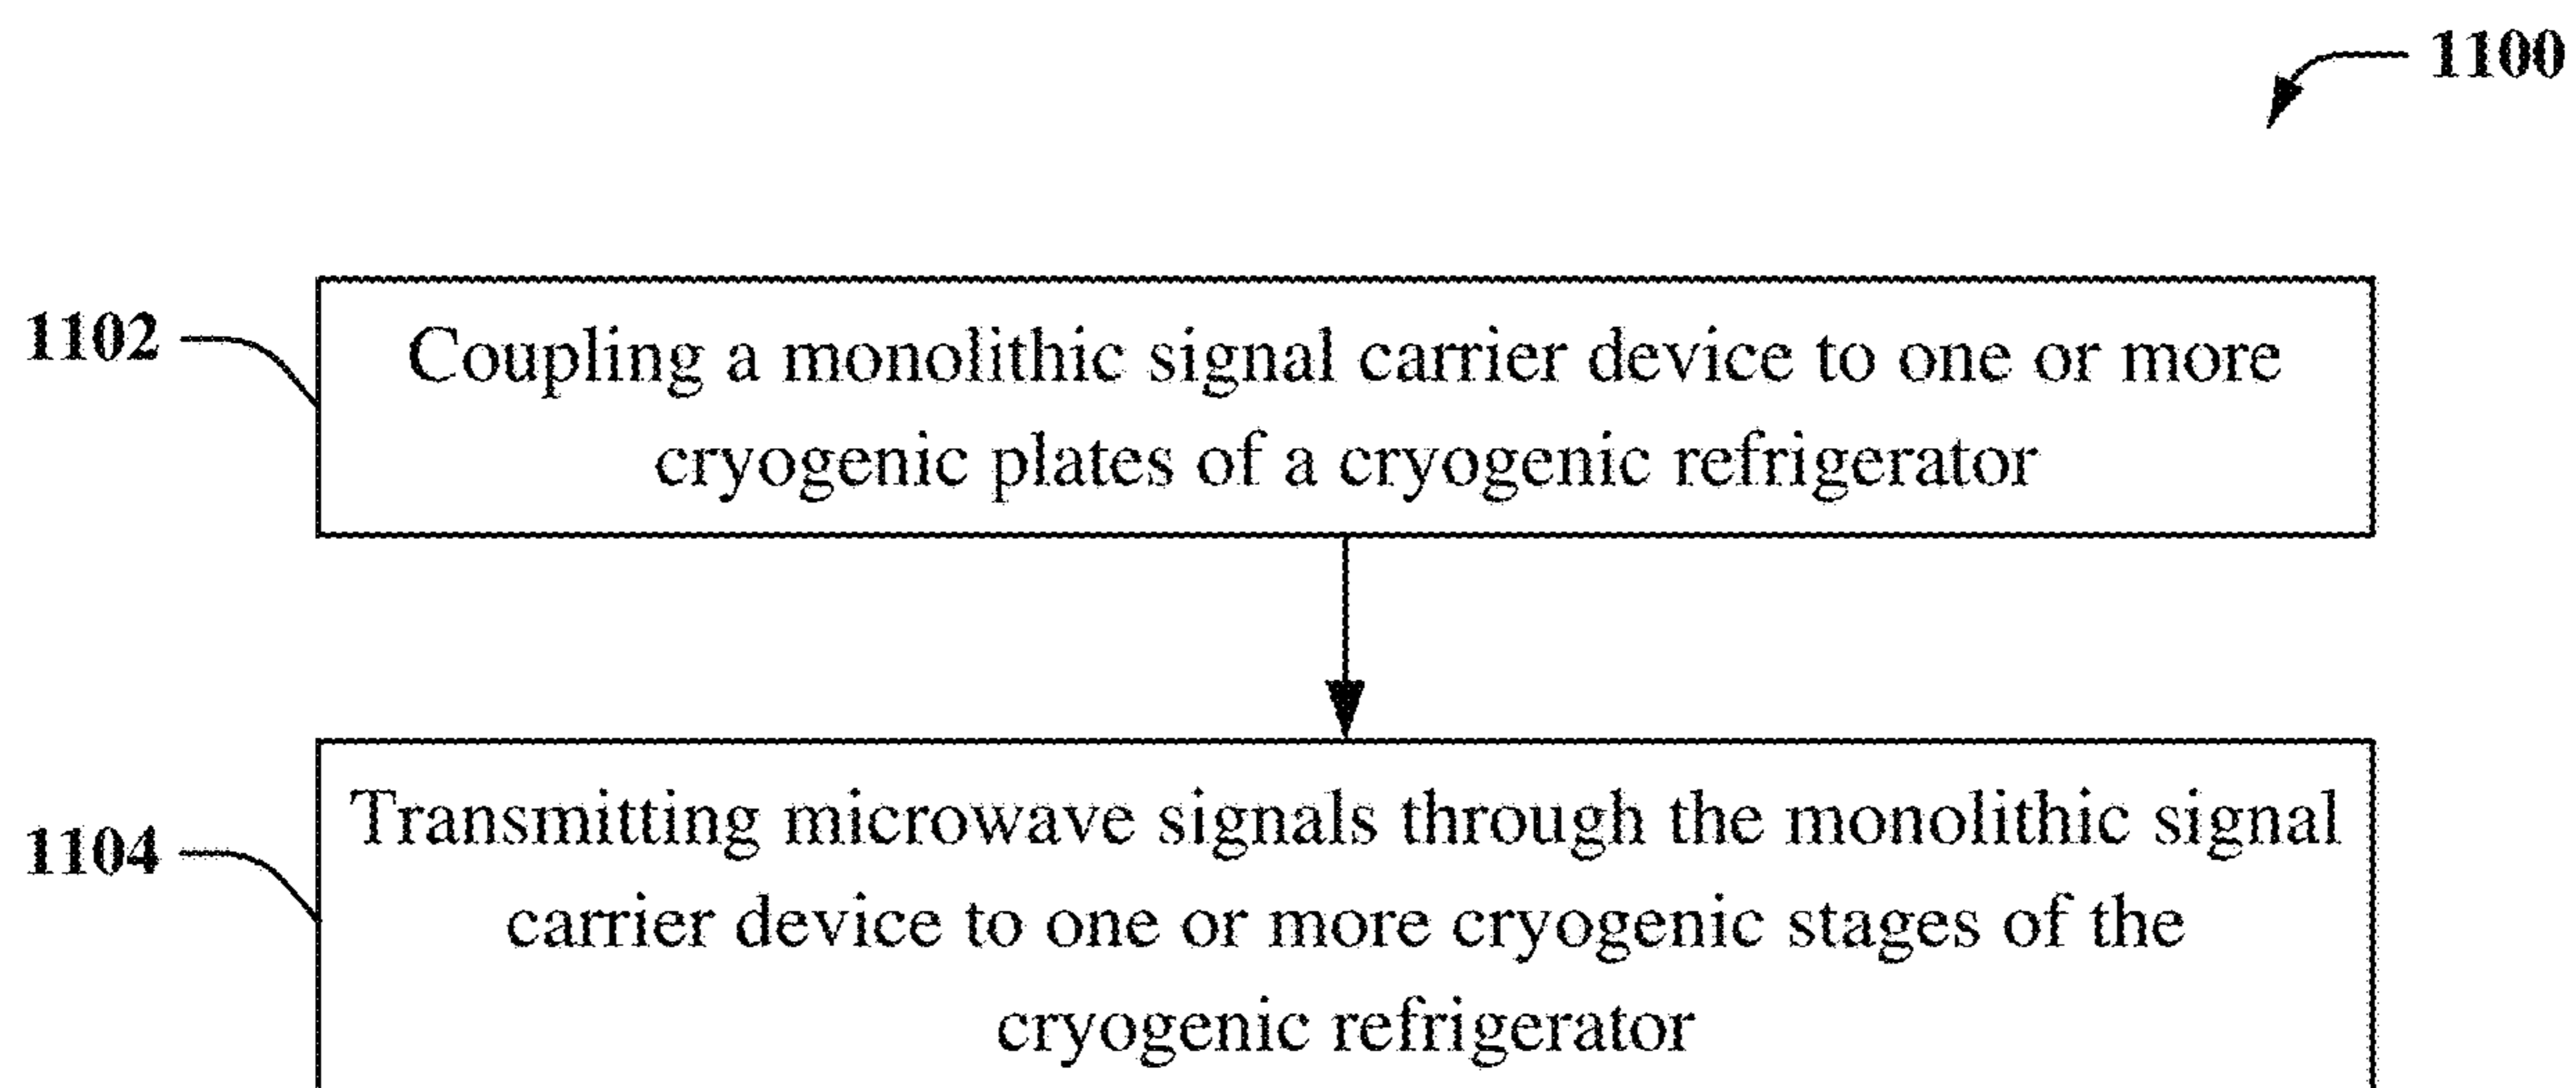 1100
1102
Coupling a monolithic signal carrier device to one or more
cryogenic plates of a cryogenic refrigerator
1104
Transmitting microwave signals through the monolithic signal
carrier device to one or more cryogenic stages of the
cryogenic refrigerator